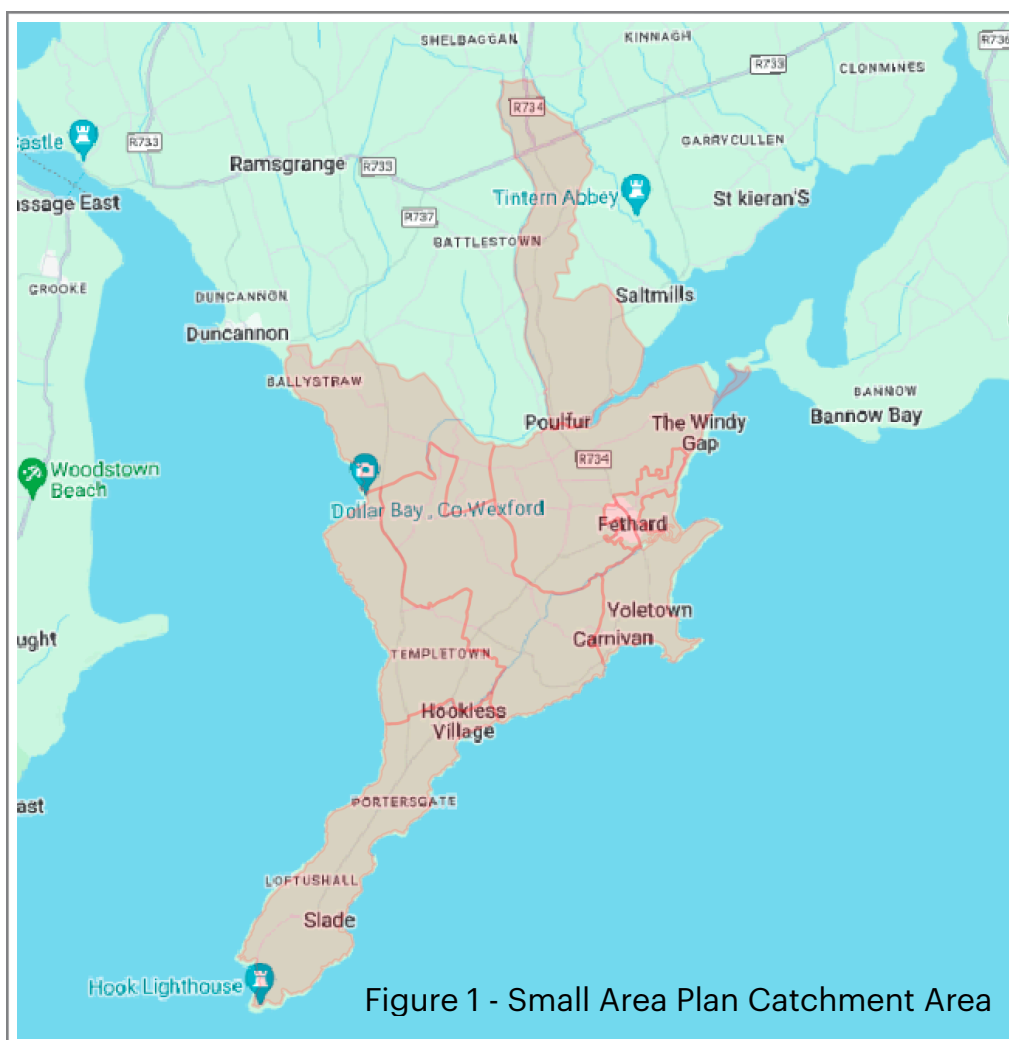 SHELBAGGAN
KINNAGH
R736
R733
CLONMINES
R734
Castle
R733
GARRYCULLEN
Ramsgrange
R733
Tintern Abbey
St kieran'S
assage East
R737
BATTLESTOWN
CROOKE
DUNCANNON
Saltmills
Duncannon
BALLYSTRAW
BANNOW
Bannow Bay
Poulfur
The Windy
Gap
R734
Woodstown
Beach
Dollar Bay , Co.Wexford
Fethard
Yoletown
ught
Carnivan
TEMPLETOWN
Hookless
Village
PORTERSGATE
ast
LOFTUSHALL
Slade
Hook Lighthouse
Figure 1 - Small Area Plan Catchment Area